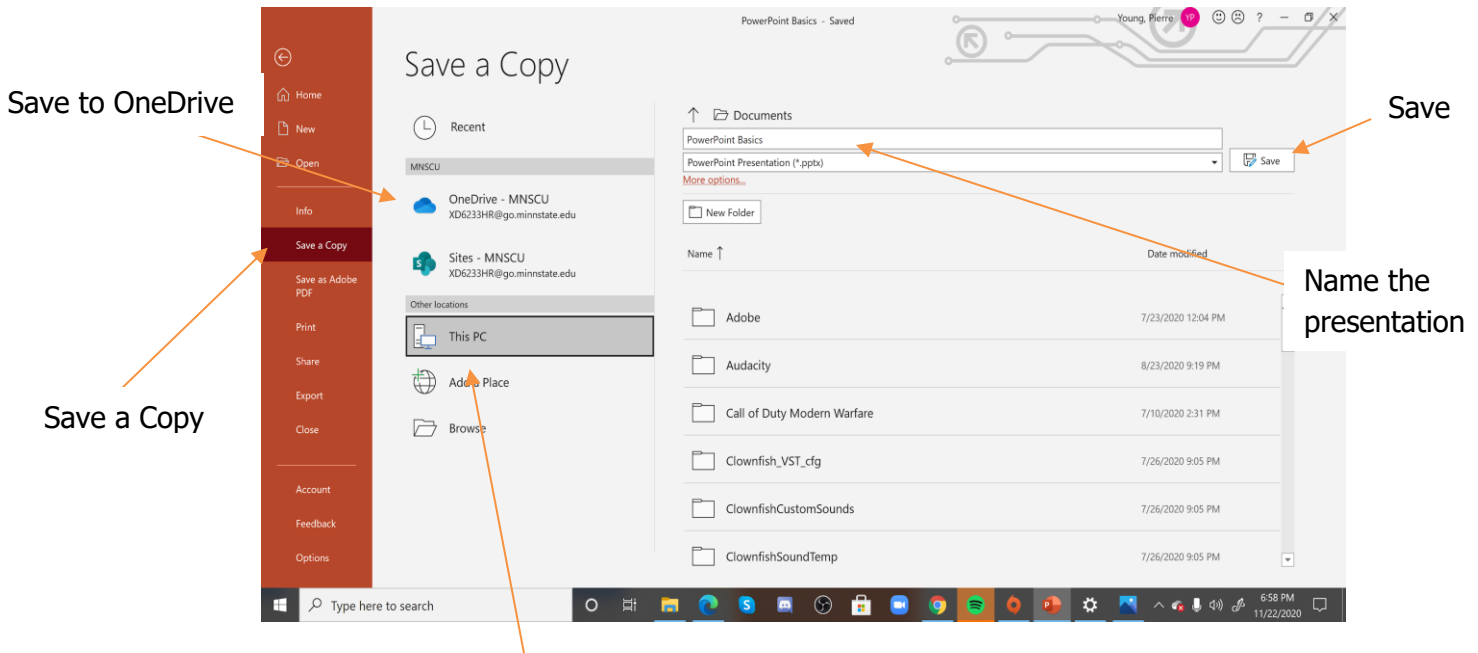 PowerPoint Basics - Saved
Young, Pierre YP
?
Save a Copy
Home
New
Open
Info
Save a Copy
Save as Adobe
PDF
Print
Share
Export
Close
Account
Feedback
Options
Recent
MNSCU
OneDrive - MNSCU
XD6233HR@go.minnstate.edu
S
Sites - MNSCU
XD6233HR@go.minnstate.edu
Other locations
This PC
Add a Place
Browse
Documents
PowerPoint Basics
PowerPoint Presentation (*.pptx)
Save
More options...
New Folder
Name Date modified
Adobe 7/23/2020 12:04 PM
Audacity 8/23/2020 9:19 PM
Call of Duty Modern Warfare 7/10/2020 2:31 PM
Clownfish_VST_cfg 7/26/2020 9:05 PM
ClownfishCustomSounds 7/26/2020 9:05 PM
ClownfishSoundTemp 7/26/2020 9:05 PM
Type here to search
6:58 PM
11/22/2020
Save to OneDrive
Save a Copy
Save
Name the
presentation